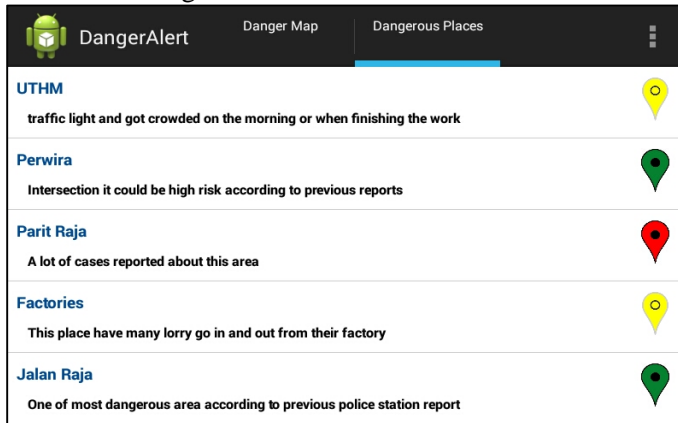 DangerAlert
Danger Map
Dangerous Places
UTHM
traffic light and got crowded on the morning or when finishing the work
Perwira
Intersection it could be high risk according to previous reports
Parit Raja
A lot of cases reported about this area
Factories
This place have many lorry go in and out from their factory
Jalan Raja
One of most dangerous area according to previous police station report